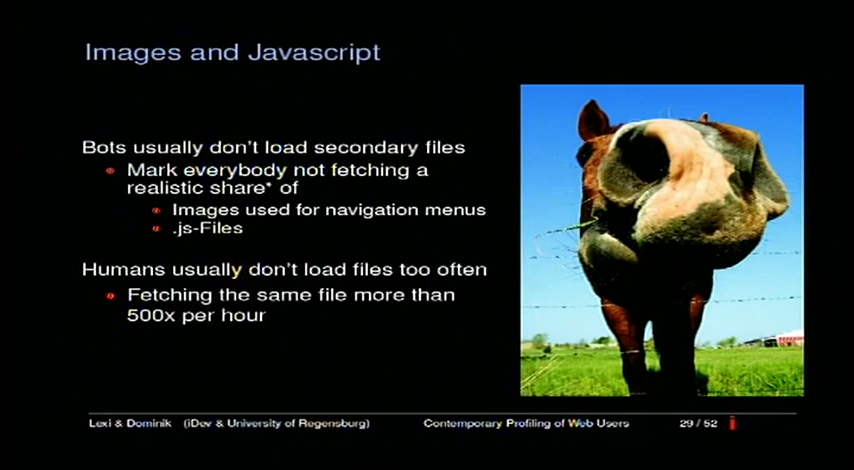 Images and Javascript
Bots usually don't load secondary files
Mark everybody not fetching a
realistic share* of
Images used for navigation menus
.js-Files
Humans usually don't load files too often
Fetching the same file more than
500x per hour
Lexi & Dominik (iDev & University of Regensburg) Contemporary Profiling of Web Users 29 / 52